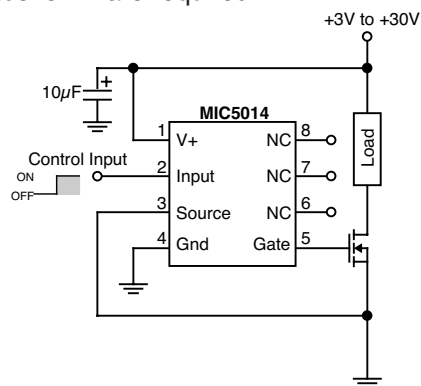 +3V to +30V
10µF
+
MIC5014
1 V+ NC 8
Control Input
ON
OFF
2 Input NC 7
3 Source NC 6
4 Gnd Gate 5
Load